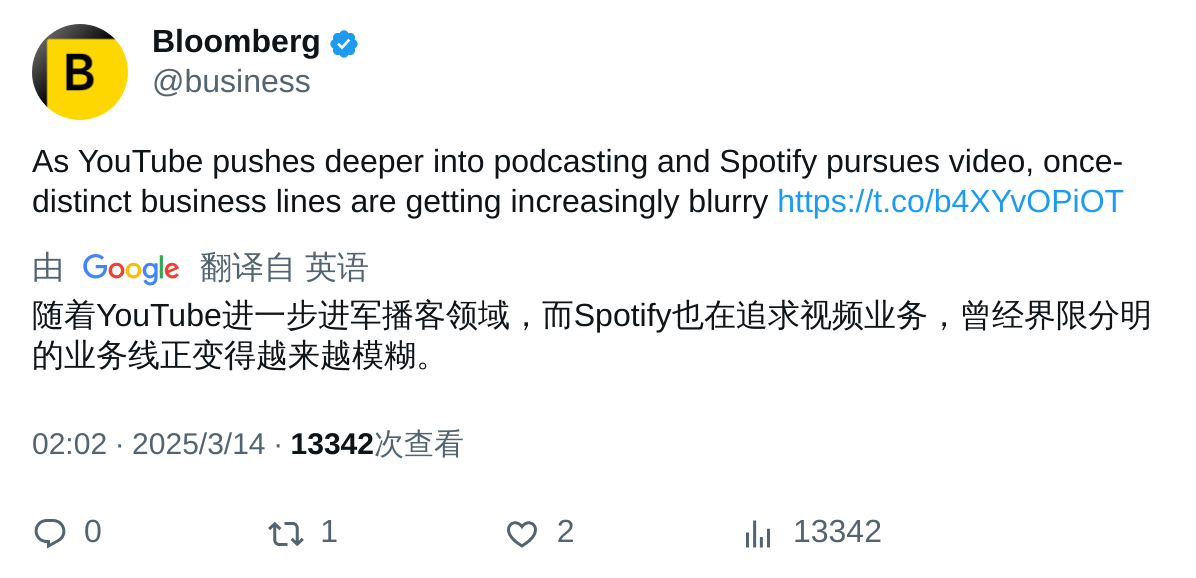 B
Bloomberg
@business
As YouTube pushes deeper into podcasting and Spotify pursues video, once-
distinct business lines are getting increasingly blurry https://t.co/b4XYvOPiOT
由 Google 翻译自 英语
随着YouTube进一步进军播客领域，而Spotify也在追求视频业务，曾经界限分明
的业务线正变得越来越模糊。
02:02 · 2025/3/14 · 13342次查看
0 1 2 13342